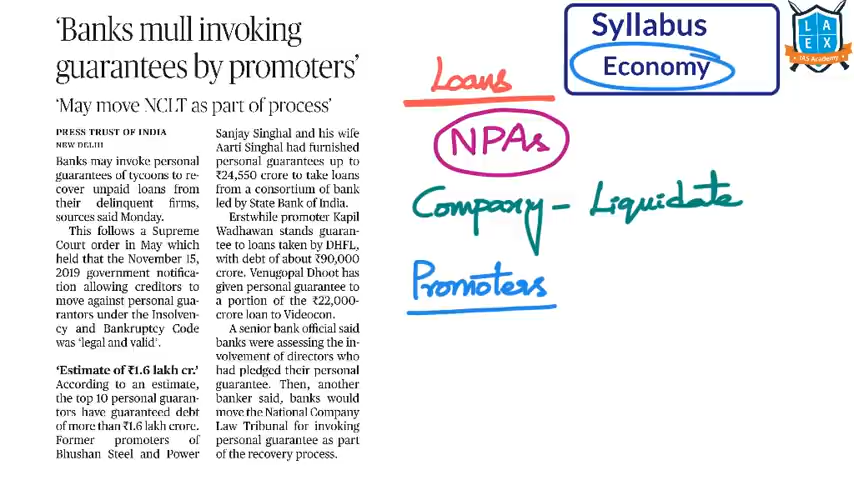 ‘Banks mull invoking
guarantees by promoters’
‘May move NCLT as part of process’
PRESS TRUST OF INDIA
NEW DELHI
Banks may invoke personal
guarantees of tycoons to re-
cover unpaid loans from
their delinquent firms,
sources said Monday.
This follows a Supreme
Court order in May which
held that the November 15,
2019 government notifica-
tion allowing creditors to
move against personal gua-
rantors under the Insolven-
cy and Bankruptcy Code
was ‘legal and valid’.
‘Estimate of ₹1.6 lakh cr.’
According to an estimate,
the top 10 personal guaran-
tors have guaranteed debt
of more than ₹1.6 lakh crore.
Former promoters of
Bhushan Steel and Power
Sanjay Singhal and his wife
Aarti Singhal had furnished
personal guarantees up to
₹24,550 crore to take loans
from a consortium of bank
led by State Bank of India.
Erstwhile promoter Kapil
Wadhawan stands guaran-
tee to loans taken by DHFL,
with debt of about ₹90,000
crore. Venugopal Dhoot has
given personal guarantee to
a portion of the ₹22,000-
crore loan to Videocon.
A senior bank official said
banks were assessing the in-
volvement of directors who
had pledged their personal
guarantee. Then, another
banker said, banks would
move the National Company
Law Tribunal for invoking
personal guarantee as part
of the recovery process.
Loans
NPAs
Company - Liquidate
Promoters
Syllabus
Economy
L A
E X
IAS Academy